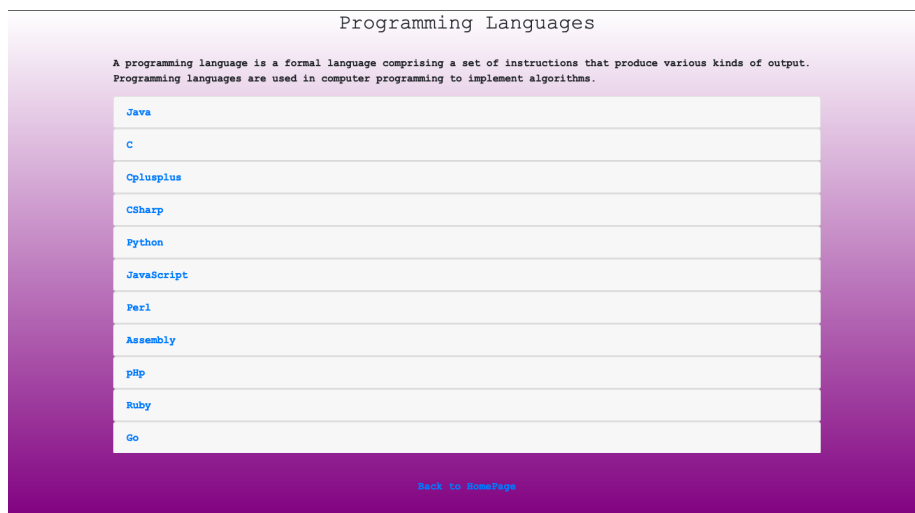 Programming Languages
A programming language is a formal language comprising a set of instructions that produce various kinds of output.
Programming languages are used in computer programming to implement algorithms.
Java
C
Cplusplus
CSharp
Python
JavaScript
Perl
Assembly
pHp
Ruby
Go
Back to HomePage